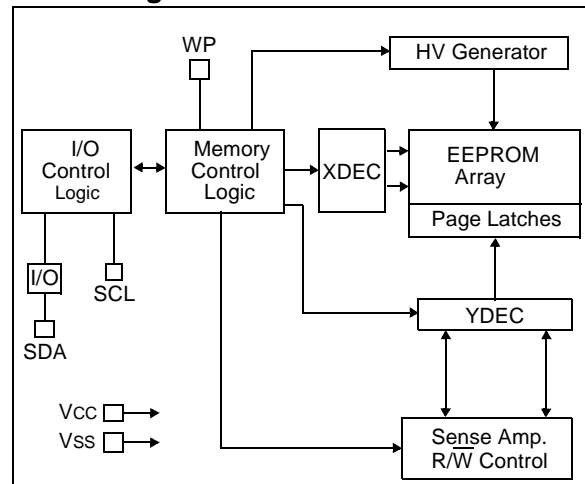 WP
HV Generator
I/O
Control
Logic
Memory
Control
Logic
XDEC
EEPROM
Array
Page Latches
I/O
SCL
SDA
YDEC
VCC
VSS
Sense Amp.
R/W̅ Control